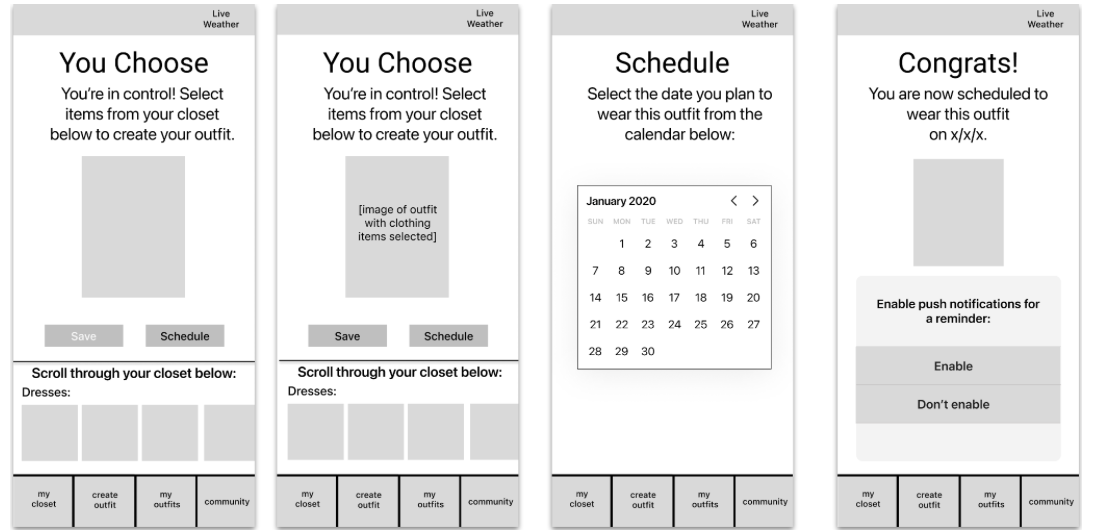 Live
Weather
You Choose
You're in control! Select
items from your closet
below to create your outfit.
Save
Schedule
Scroll through your closet below:
Dresses:
my
closet
create
outfit
my
outfits
community
Live
Weather
You Choose
You're in control! Select
items from your closet
below to create your outfit.
[image of outfit
with clothing
items selected]
Save
Schedule
Scroll through your closet below:
Dresses:
my
closet
create
outfit
my
outfits
community
Live
Weather
Schedule
Select the date you plan to
wear this outfit from the
calendar below:
January 2020
SUN MON TUE WED THU FRI SAT
1 2 3 4 5 6
7 8 9 10 11 12 13
14 15 16 17 18 19 20
21 22 23 24 25 26 27
28 29 30
my
closet
create
outfit
my
outfits
community
Live
Weather
Congrats!
You are now scheduled to
wear this outfit
on x/x/x.
Enable push notifications for
a reminder:
Enable
Don't enable
my
closet
create
outfit
my
outfits
community